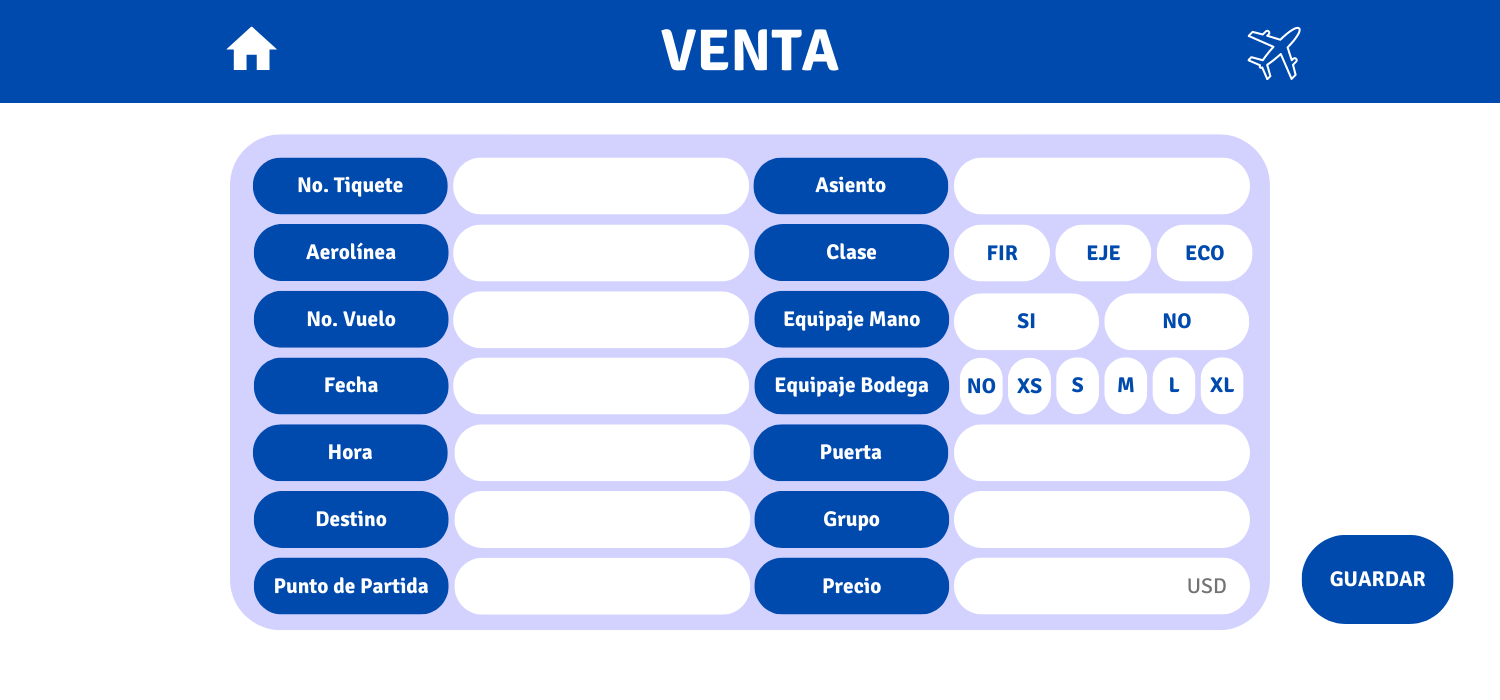 VENTA
No. Tiquete
Asiento
Aerolínea
Clase
FIR
EJE
ECO
No. Vuelo
Equipaje Mano
SI
NO
Fecha
Equipaje Bodega
NO
XS
S
M
L
XL
Hora
Puerta
Destino
Grupo
Punto de Partida
Precio
USD
GUARDAR